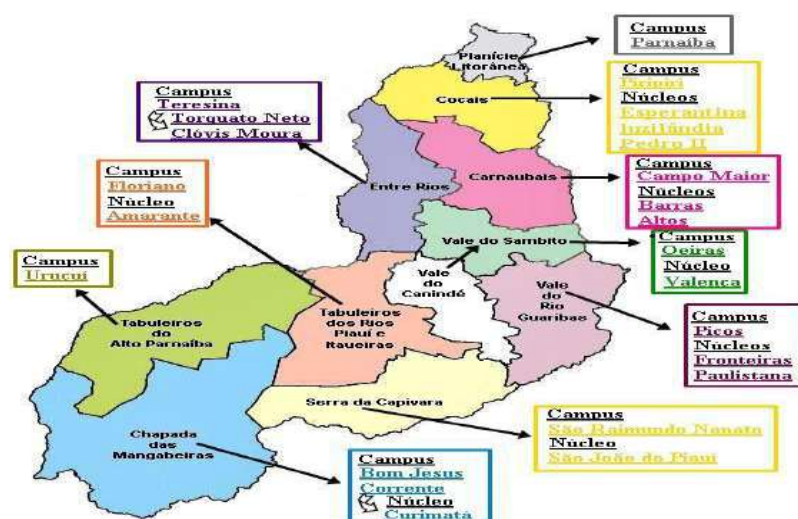 Campus
Parnaíba
Planície
Litorânea
Campus
Piripiri
Núcleos
Esperantina
Luzilândia
Pedro II
Cocais
Campus
Teresina
Torquato Neto
Clóvis Moura
Entre Rios
Carnaubais
Campus
Campo Maior
Núcleos
Barras
Altos
Campus
Floriano
Núcleo
Amarante
Vale do Sambito
Campus
Oeiras
Núcleo
Valença
Campus
Uruçuí
Vale
do
Canindé
Vale
do
Rio
Guaribas
Tabuleiros
do
Alto Parnaíba
Tabuleiros
dos Rios
Piauí e
Itaueiras
Campus
Picos
Núcleos
Fronteiras
Paulistana
Serra da Capivara
Campus
São Raimundo Nonato
Núcleo
São João do Piauí
Chapada
das
Mangabeiras
Campus
Bom Jesus
Corrente
Núcleo
Curimatá